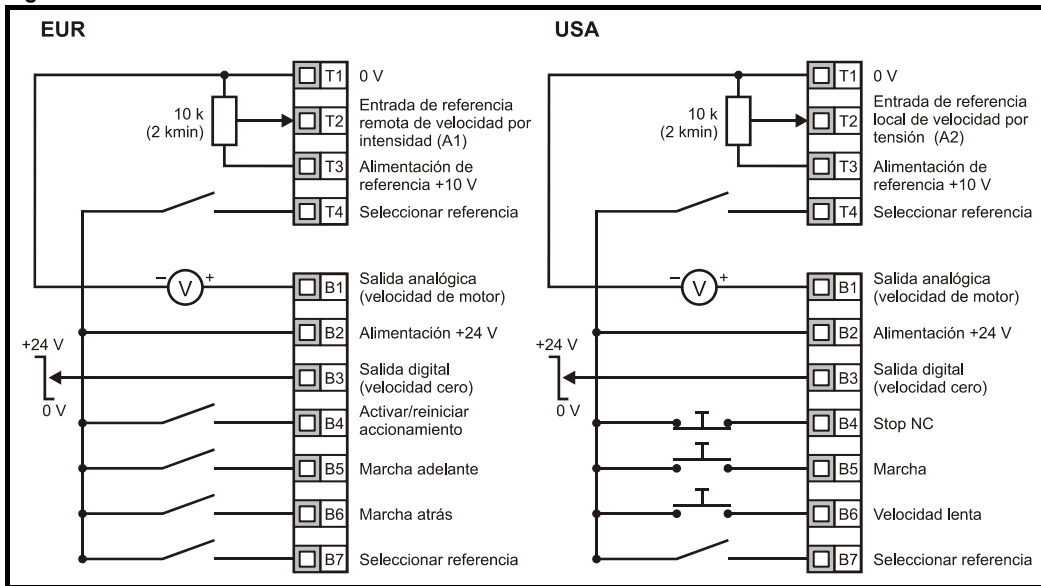 EUR
T1 0 V
10 k
(2 kmin)
T2 Entrada de referencia
remota de velocidad por
intensidad (A1)
T3 Alimentación de
referencia +10 V
T4 Seleccionar referencia
− V +
B1 Salida analógica
(velocidad de motor)
B2 Alimentación +24 V
+24 V
0 V
B3 Salida digital
(velocidad cero)
B4 Activar/reiniciar
accionamiento
B5 Marcha adelante
B6 Marcha atrás
B7 Seleccionar referencia
USA
T1 0 V
10 k
(2 kmin)
T2 Entrada de referencia
local de velocidad por
tensión (A2)
T3 Alimentación de
referencia +10 V
T4 Seleccionar referencia
− V +
B1 Salida analógica
(velocidad de motor)
B2 Alimentación +24 V
+24 V
0 V
B3 Salida digital
(velocidad cero)
B4 Stop NC
B5 Marcha
B6 Velocidad lenta
B7 Seleccionar referencia